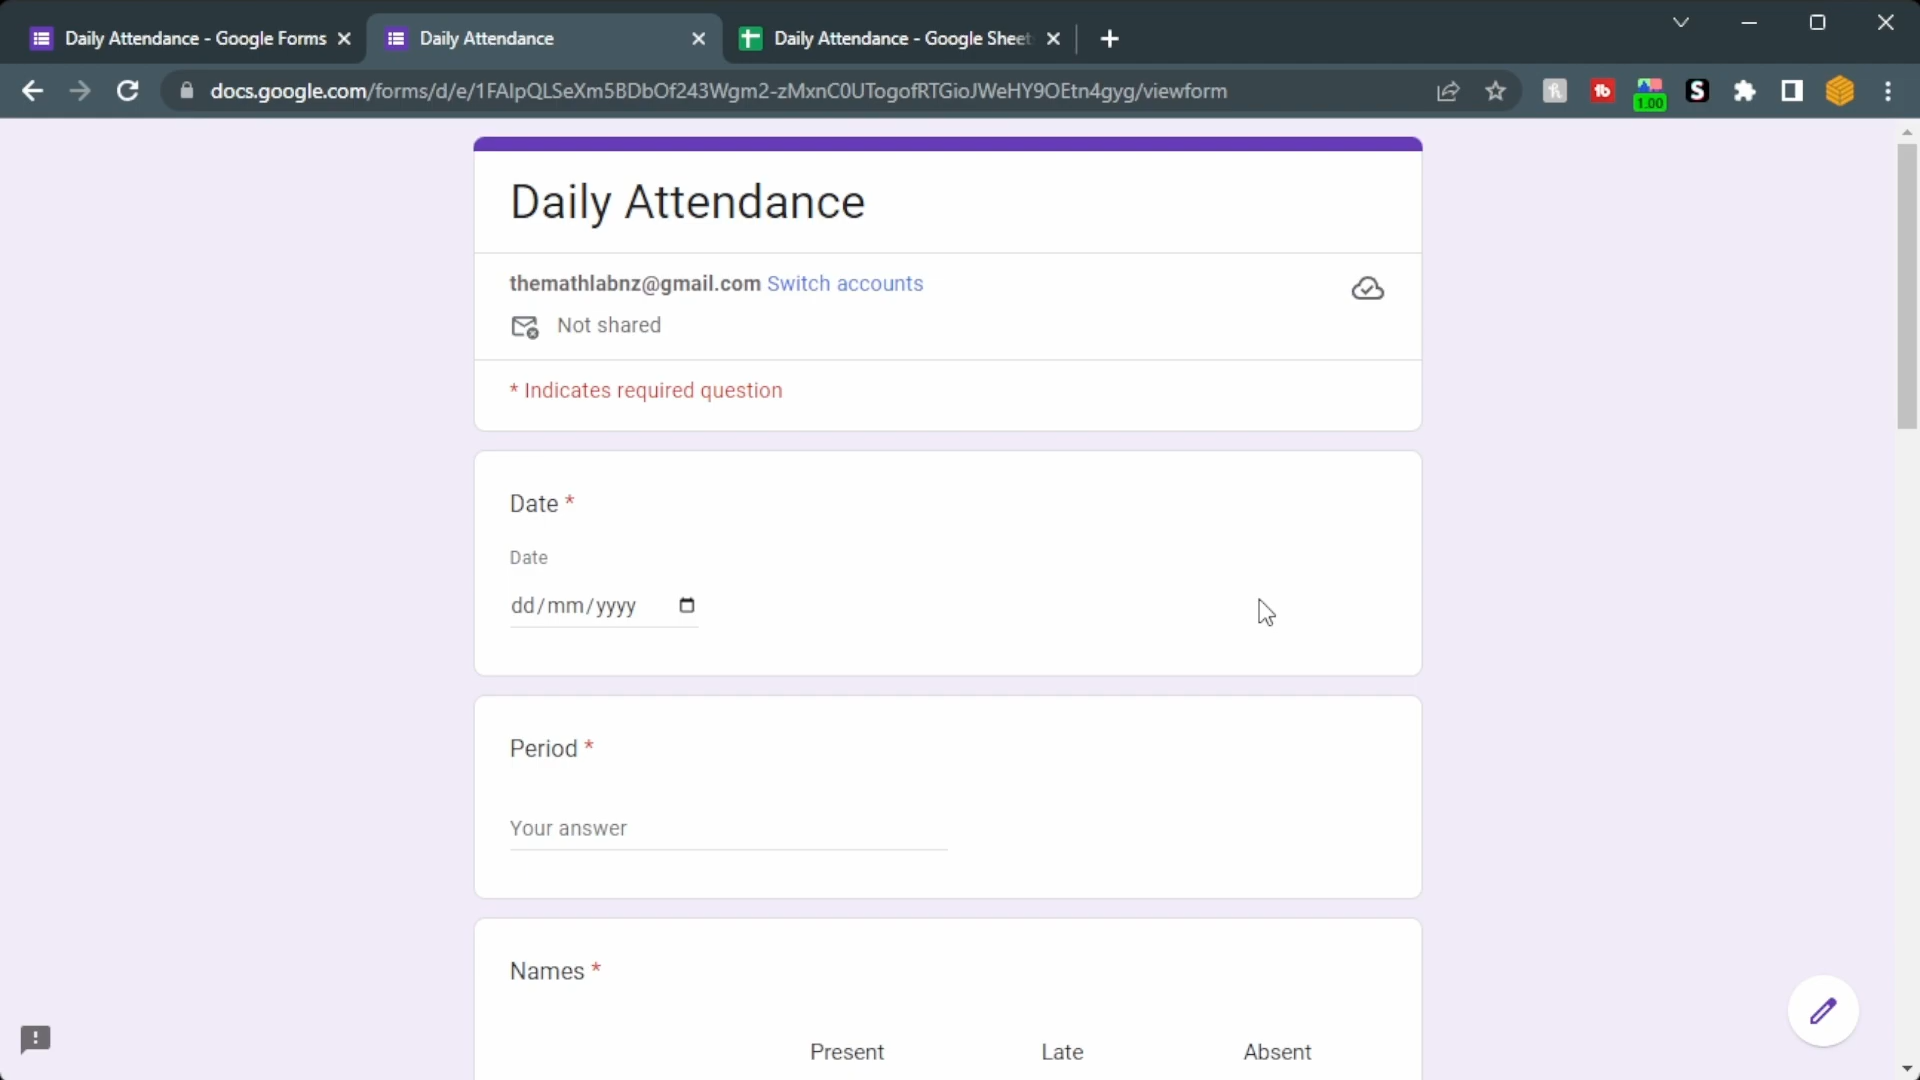 Daily Attendance - Google Forms
Daily Attendance
Daily Attendance - Google Sheet
docs.google.com/forms/d/e/1FAIpQLSeXm5BDbOf243Wgm2-zMxnC0UTogofRTGioJWeHY9OEtn4gyg/viewform
1.00
S
Daily Attendance
themathlabnz@gmail.com Switch accounts
Not shared
* Indicates required question
Date *
Date
dd/mm/yyyy
Period *
Your answer
Names *
Present Late Absent